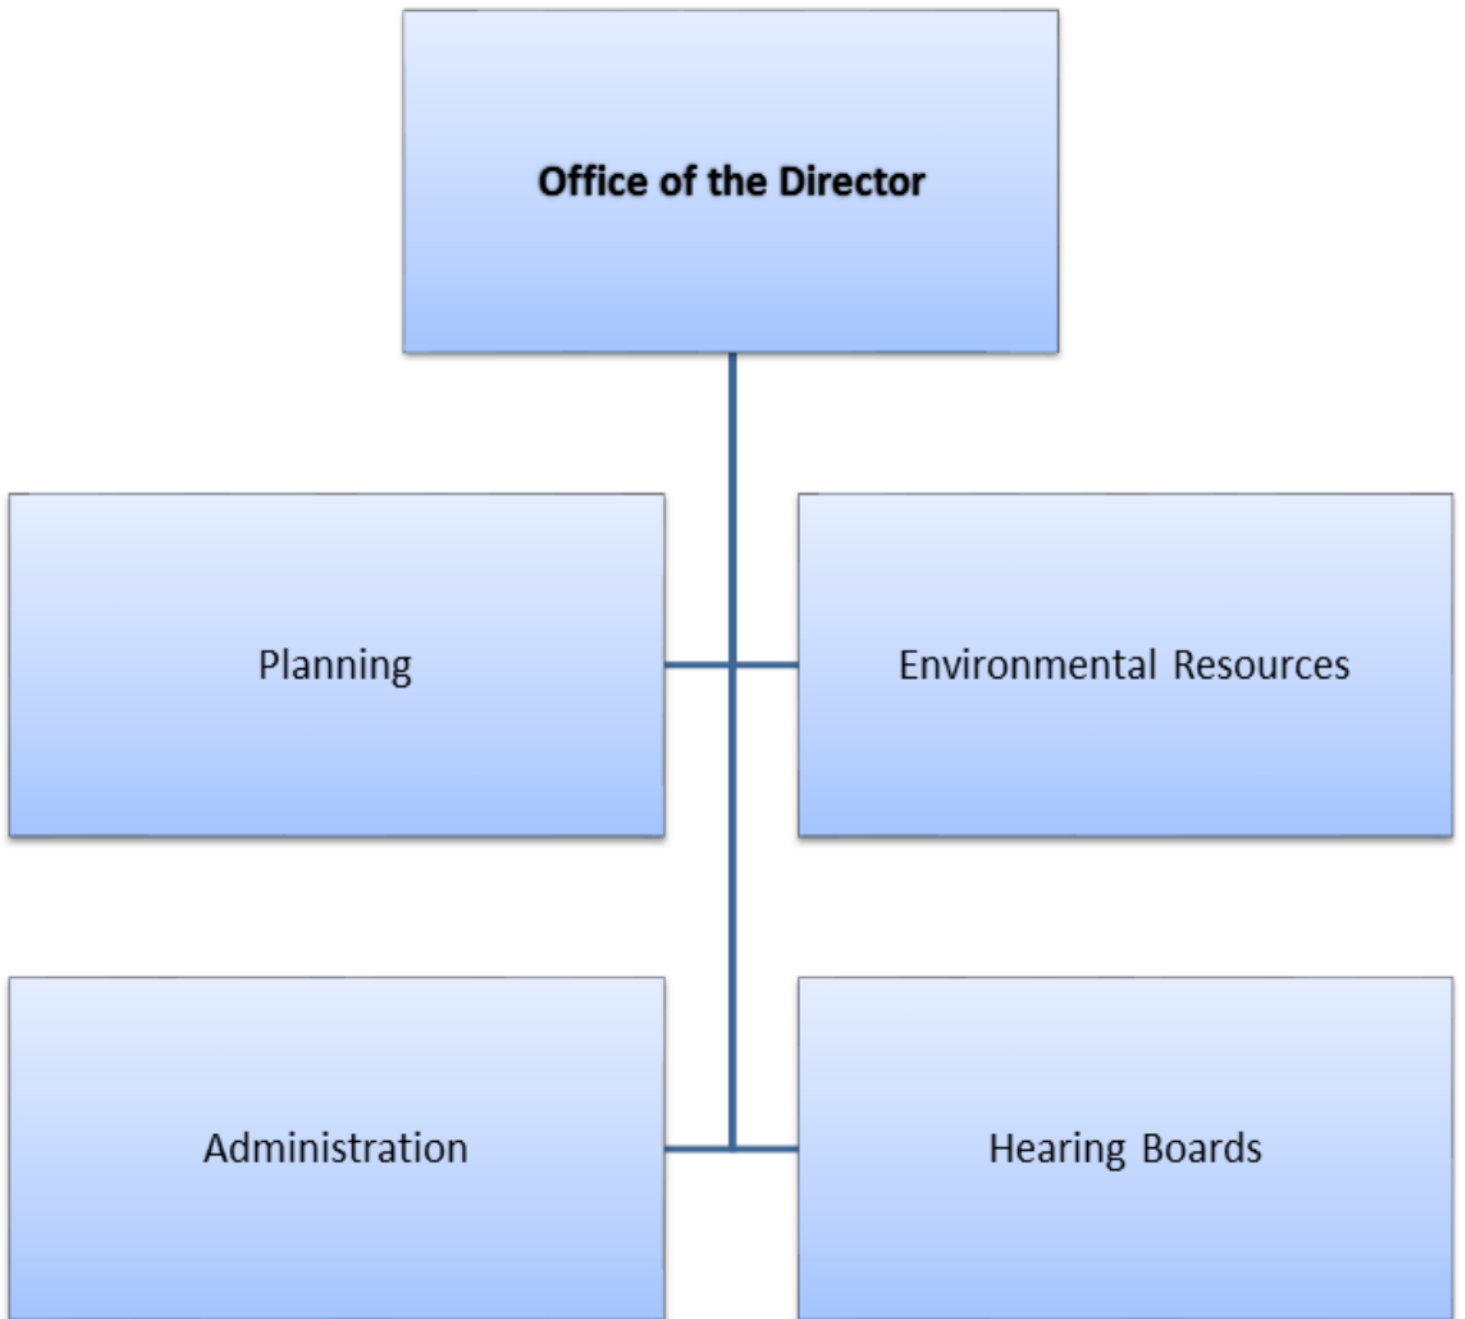 Office of the Director
Planning
Environmental Resources
Administration
Hearing Boards